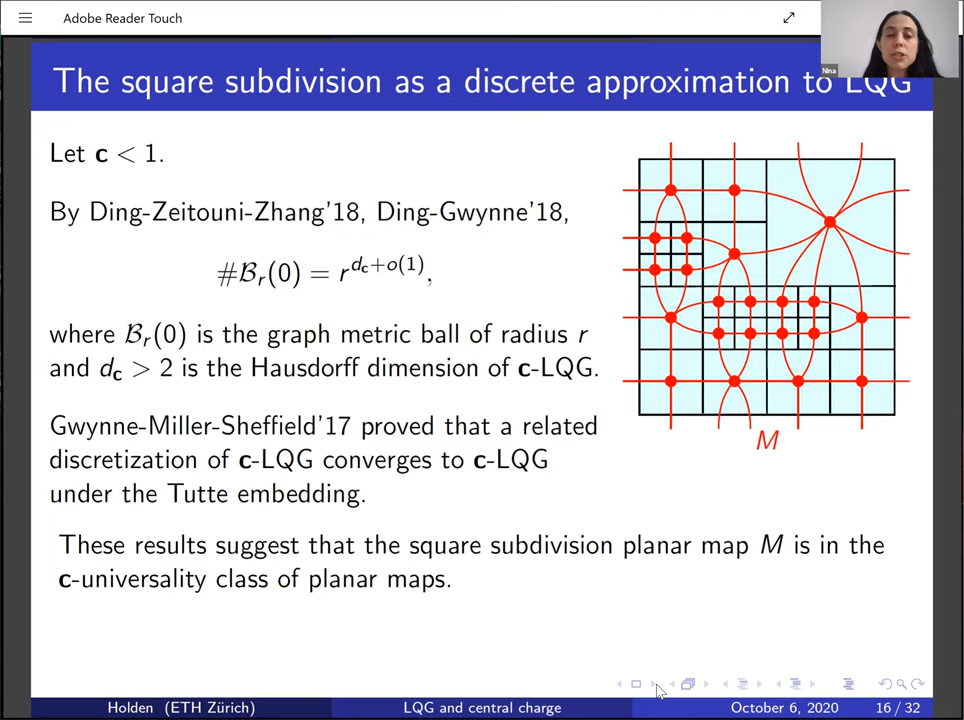 Adobe Reader Touch
Nina
The square subdivision as a discrete approximation to LQG
Let c < 1.
By Ding-Zeitouni-Zhang'18, Ding-Gwynne'18,
#𝓑ᵣ(0) = r^{d_c+o(1)},
where 𝓑ᵣ(0) is the graph metric ball of radius r
and d_c > 2 is the Hausdorff dimension of c-LQG.
Gwynne-Miller-Sheffield'17 proved that a related
discretization of c-LQG converges to c-LQG
under the Tutte embedding.
M
These results suggest that the square subdivision planar map M is in the
c-universality class of planar maps.
Holden (ETH Zürich) LQG and central charge October 6, 2020 16 / 32